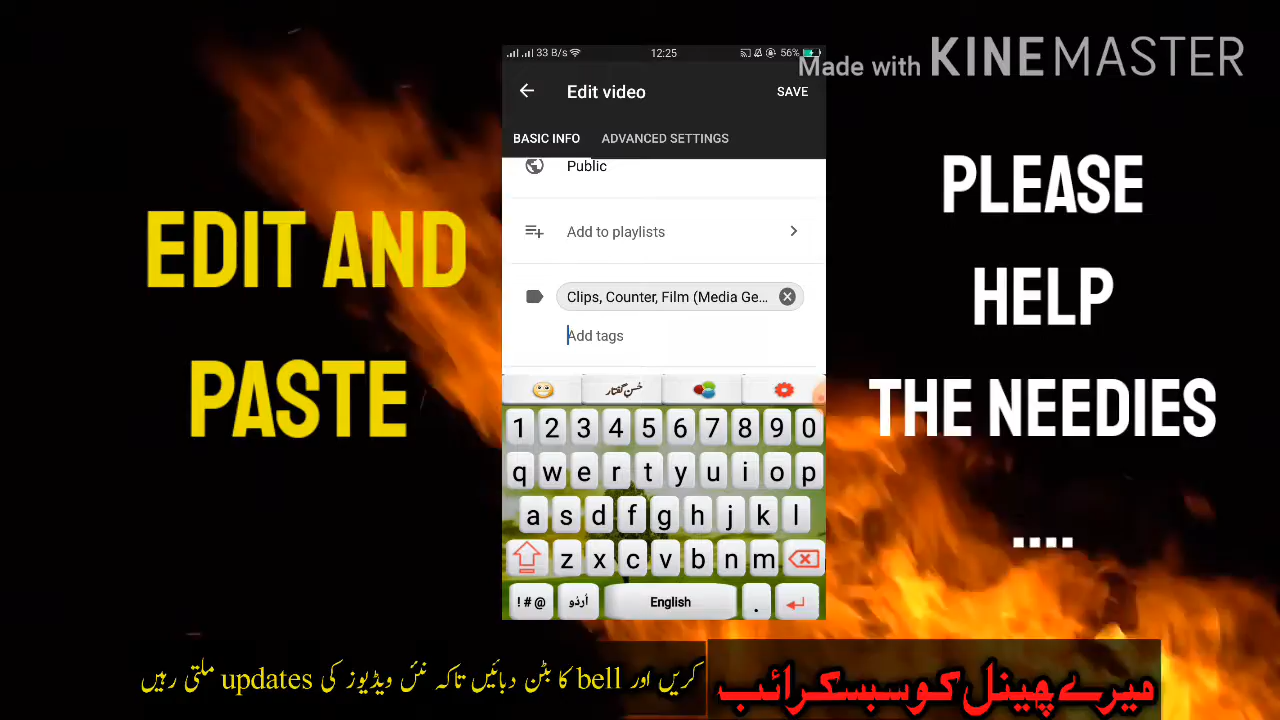 Made with KINEMASTER
EDIT AND
PASTE
33 B/s 12:25 56%
Edit video
SAVE
BASIC INFO
ADVANCED SETTINGS
Public
Add to playlists
Clips, Counter, Film (Media Ge...
Add tags
حُسنِ گفتار
1 2 3 4 5 6 7 8 9 0
q w e r t y u i o p
a s d f g h j k l
z x c v b n m
!#@ اُردُو English .
PLEASE
HELP
THE NEEDIES
....
میرے چینل کو سبسکرائب
کریں اور bell کا بٹن دبائیں تاکہ نئی ویڈیوز کی updates ملتی رہیں